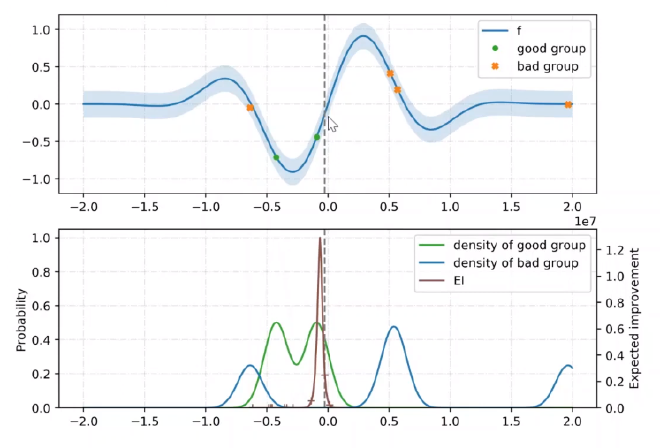 1.0
0.5
0.0
−0.5
−1.0
f
good group
bad group
−2.0 −1.5 −1.0 −0.5 0.0 0.5 1.0 1.5 2.0
1e7
1.0
0.8
0.6
0.4
0.2
0.0
Probability
density of good group
density of bad group
EI
1.2
1.0
0.8
0.6
0.4
0.2
0.0
Expected improvement
−2.0 −1.5 −1.0 −0.5 0.0 0.5 1.0 1.5 2.0